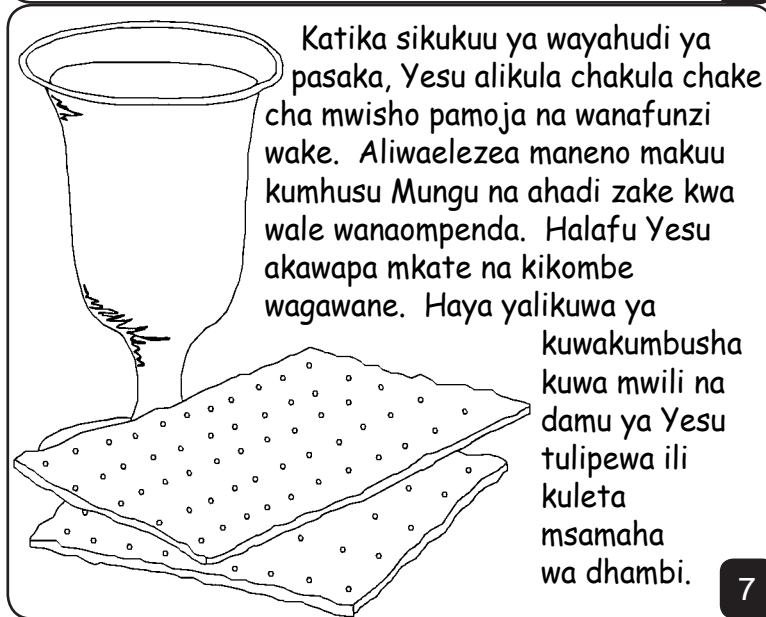 Katika sikukuu ya wayahudi ya
pasaka, Yesu alikula chakula chake
cha mwisho pamoja na wanafunzi
wake. Aliwaelezea maneno makuu
kumhusu Mungu na ahadi zake kwa
wale wanaompenda. Halafu Yesu
akawapa mkate na kikombe
wagawane. Haya yalikuwa ya
kuwakumbusha
kuwa mwili na
damu ya Yesu
tulipewa ili
kuleta
msamaha
wa dhambi.
7